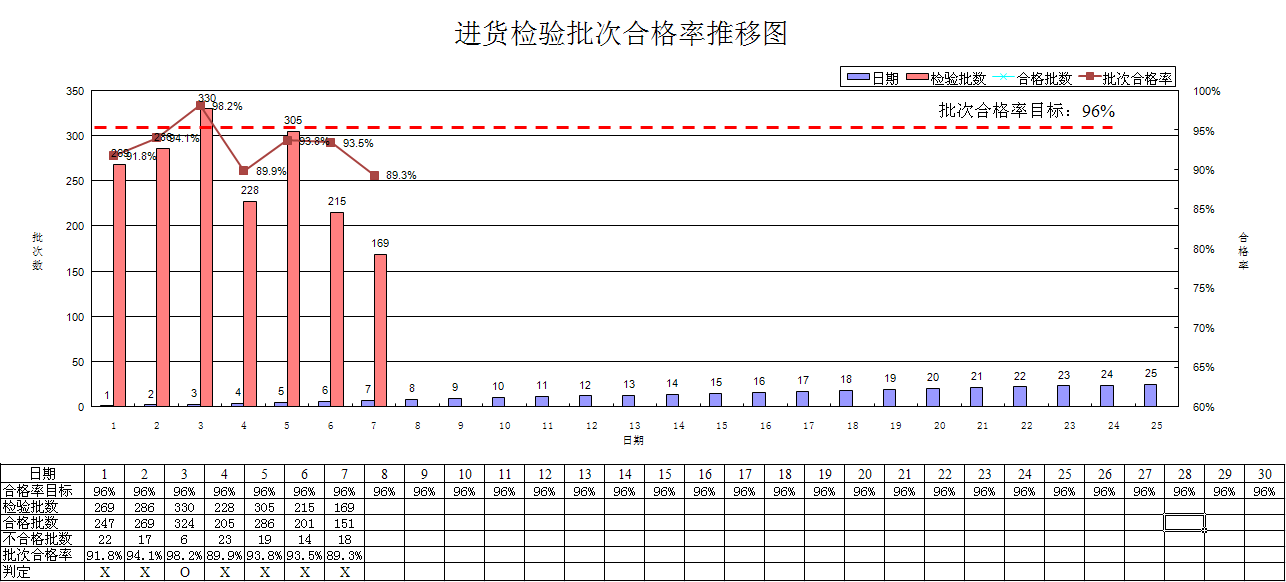 进货检验批次合格率推移图
日期 检验批数 合格批数 批次合格率
批次合格率目标：96%
350 300 250 200 150 100 50 0
批次数
269 286 330 228 305 215 169
91.8% 94.1% 98.2% 89.9% 93.8% 93.5% 89.3%
1 2 3 4 5 6 7 8 9 10 11 12 13 14 15 16 17 18 19 20 21 22 23 24 25
100% 95% 90% 85% 80% 75% 70% 65% 60%
合格率
1 2 3 4 5 6 7 8 9 10 11 12 13 14 15 16 17 18 19 20 21 22 23 24 25
日期
日期 1 2 3 4 5 6 7 8 9 10 11 12 13 14 15 16 17 18 19 20 21 22 23 24 25 26 27 28 29 30
合格率目标 96% 96% 96% 96% 96% 96% 96% 96% 96% 96% 96% 96% 96% 96% 96% 96% 96% 96% 96% 96% 96% 96% 96% 96% 96% 96% 96% 96% 96% 96%
检验批数 269 286 330 228 305 215 169
合格批数 247 269 324 205 286 201 151
不合格批数 22 17 6 23 19 14 18
批次合格率 91.8% 94.1% 98.2% 89.9% 93.8% 93.5% 89.3%
判定 X X O X X X X